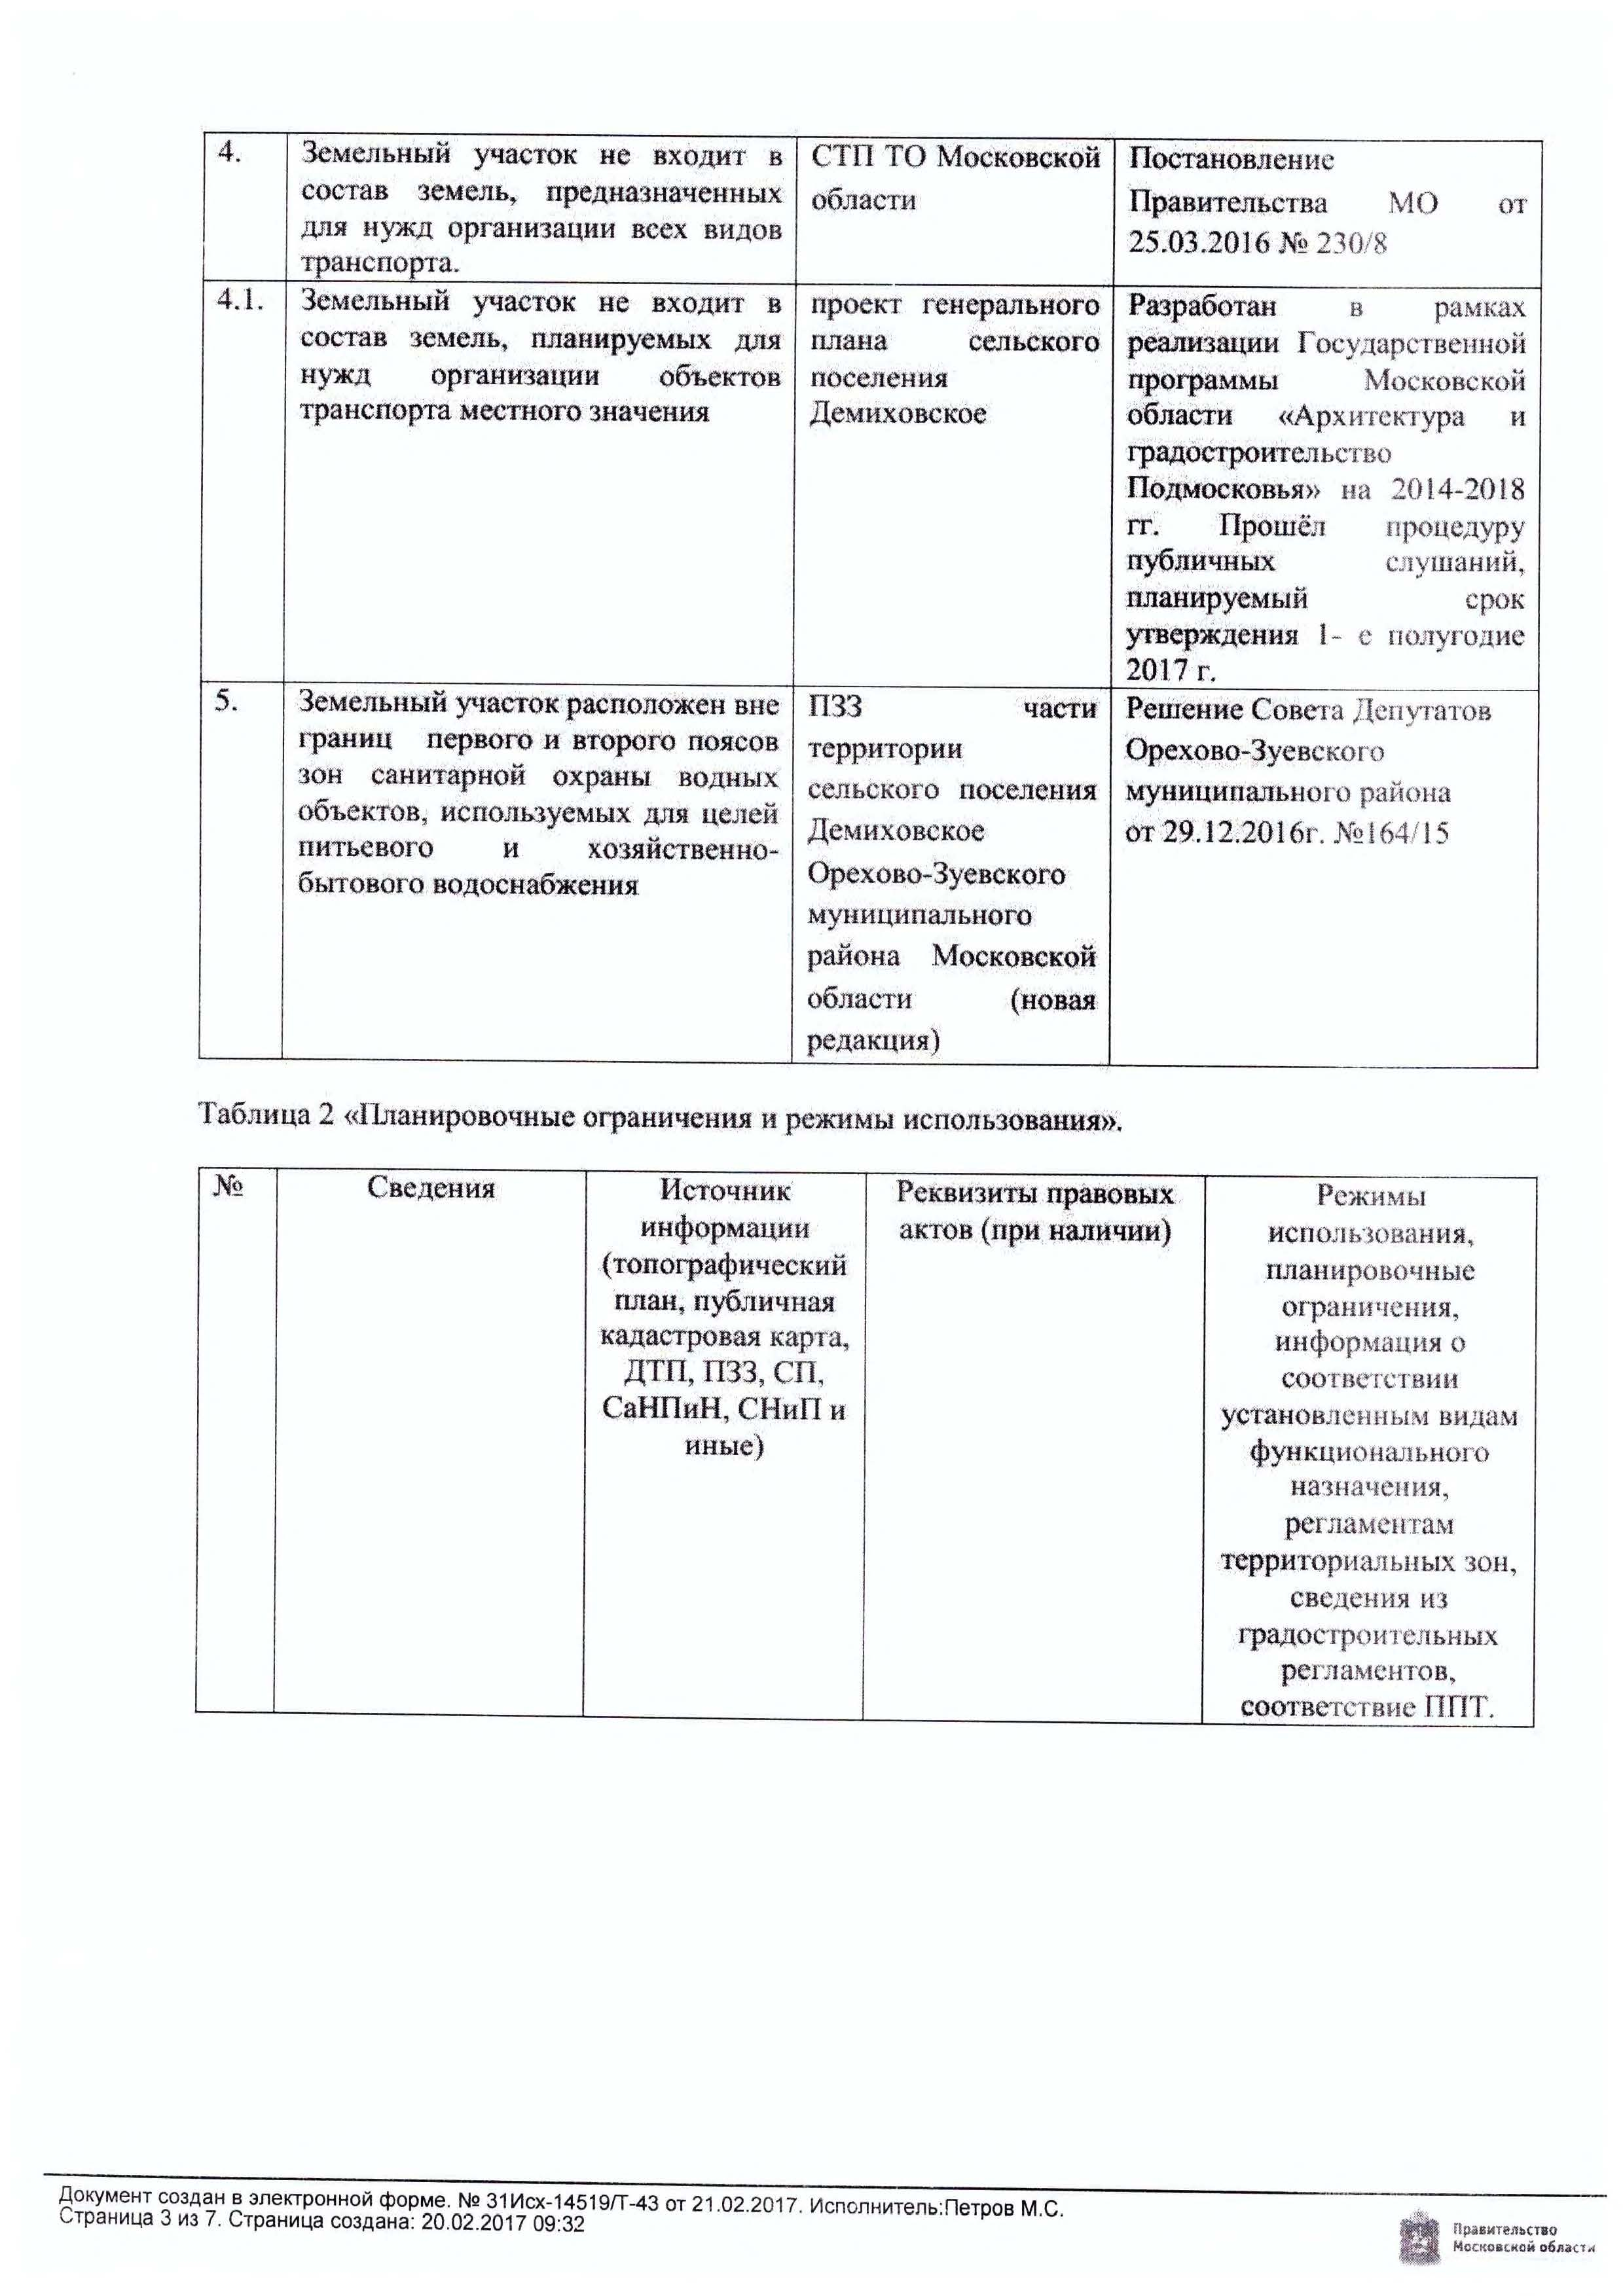 4.
Земельный участок не входит в
состав земель, предназначенных
для нужд организации всех видов
транспорта.
СТП ТО Московской
области
Постановление
Правительства МО от
25.03.2016 № 230/8
4.1.
Земельный участок не входит в
состав земель, планируемых для
нужд организации объектов
транспорта местного значения
проект генерального
плана сельского
поселения
Демиховское
Разработан в рамках
реализации Государственной
программы Московской
области «Архитектура и
градостроительство
Подмосковья» на 2014-2018
гг. Прошёл процедуру
публичных слушаний,
планируемый срок
утверждения 1- е полугодие
2017 г.
5.
Земельный участок расположен вне
границ первого и второго поясов
зон санитарной охраны водных
объектов, используемых для целей
питьевого и хозяйственно-
бытового водоснабжения
ПЗЗ части
территории
сельского поселения
Демиховское
Орехово-Зуевского
муниципального
района Московской
области (новая
редакция)
Решение Совета Депутатов
Орехово-Зуевского
муниципального района
от 29.12.2016г. №164/15
Таблица 2 «Планировочные ограничения и режимы использования».
№
Сведения
Источник
информации
(топографический
план, публичная
кадастровая карта,
ДТП, ПЗЗ, СП,
СаНПиН, СНиП и
иные)
Реквизиты правовых
актов (при наличии)
Режимы
использования,
планировочные
ограничения,
информация о
соответствии
установленным видам
функционального
назначения,
регламентам
территориальных зон,
сведения из
градостроительных
регламентов,
соответствие ППТ.
Документ создан в электронной форме. № 31Исх-14519/Т-43 от 21.02.2017. Исполнитель:Петров М.С.
Страница 3 из 7. Страница создана: 20.02.2017 09:32
Правительство
Московской области